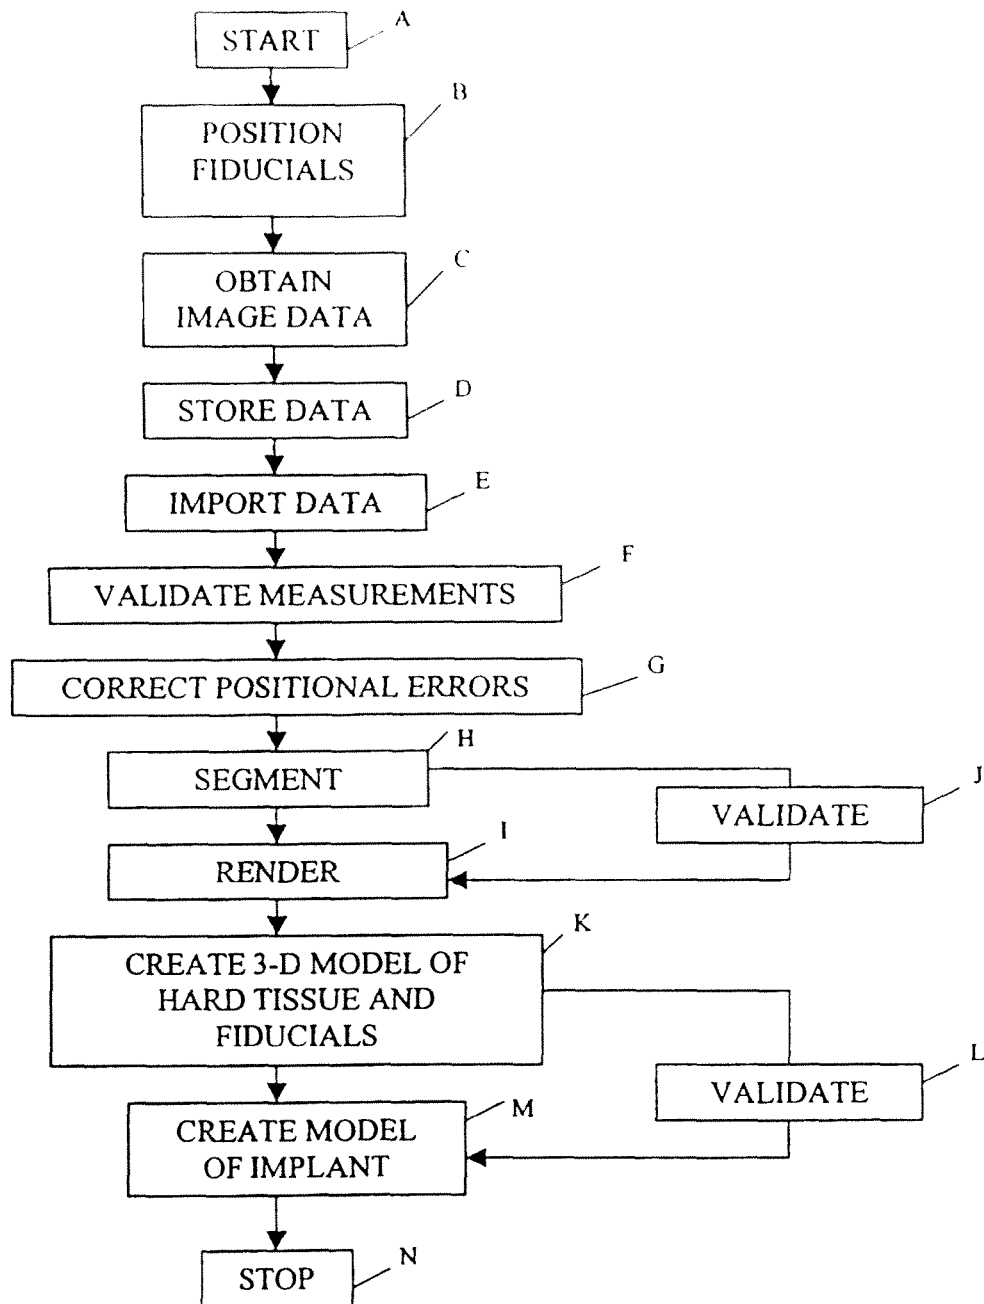 START
A
B
POSITION
FIDUCIALS
C
OBTAIN
IMAGE DATA
D
STORE DATA
E
IMPORT DATA
F
VALIDATE MEASUREMENTS
G
CORRECT POSITIONAL ERRORS
H
SEGMENT
J
VALIDATE
I
RENDER
K
CREATE 3-D MODEL OF
HARD TISSUE AND
FIDUCIALS
L
VALIDATE
M
CREATE MODEL
OF IMPLANT
N
STOP